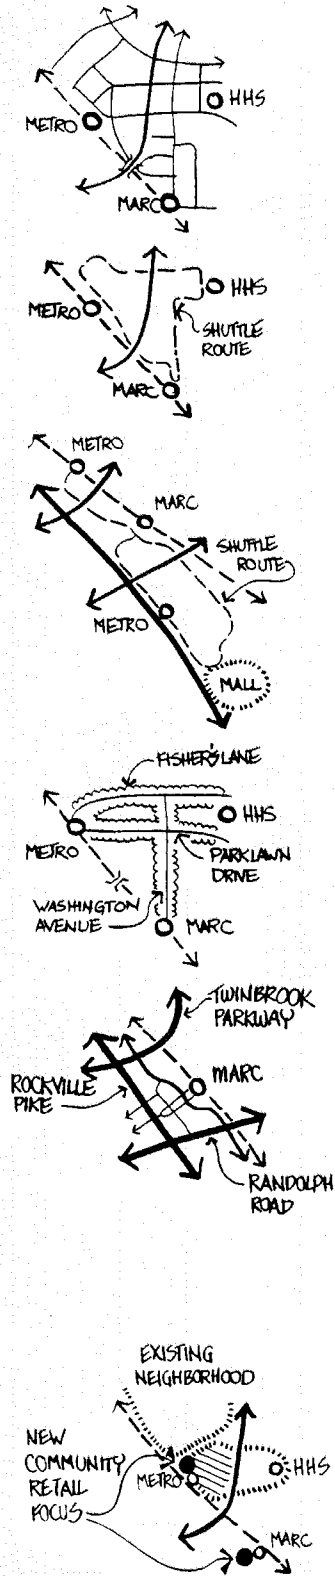 METRO
HHS
MARC
METRO
HHS
SHUTTLE
ROUTE
MARC
METRO
MARC
SHUTTLE
ROUTE
METRO
MALL
FISHER'S LANE
METRO
HHS
PARKLAWN
DRIVE
WASHINGTON
AVENUE
MARC
TWINBROOK
PARKWAY
ROCKVILLE
PIKE
MARC
RANDOLPH
ROAD
EXISTING
NEIGHBORHOOD
NEW
COMMUNITY
RETAIL
FOCUS
METRO
HHS
MARC